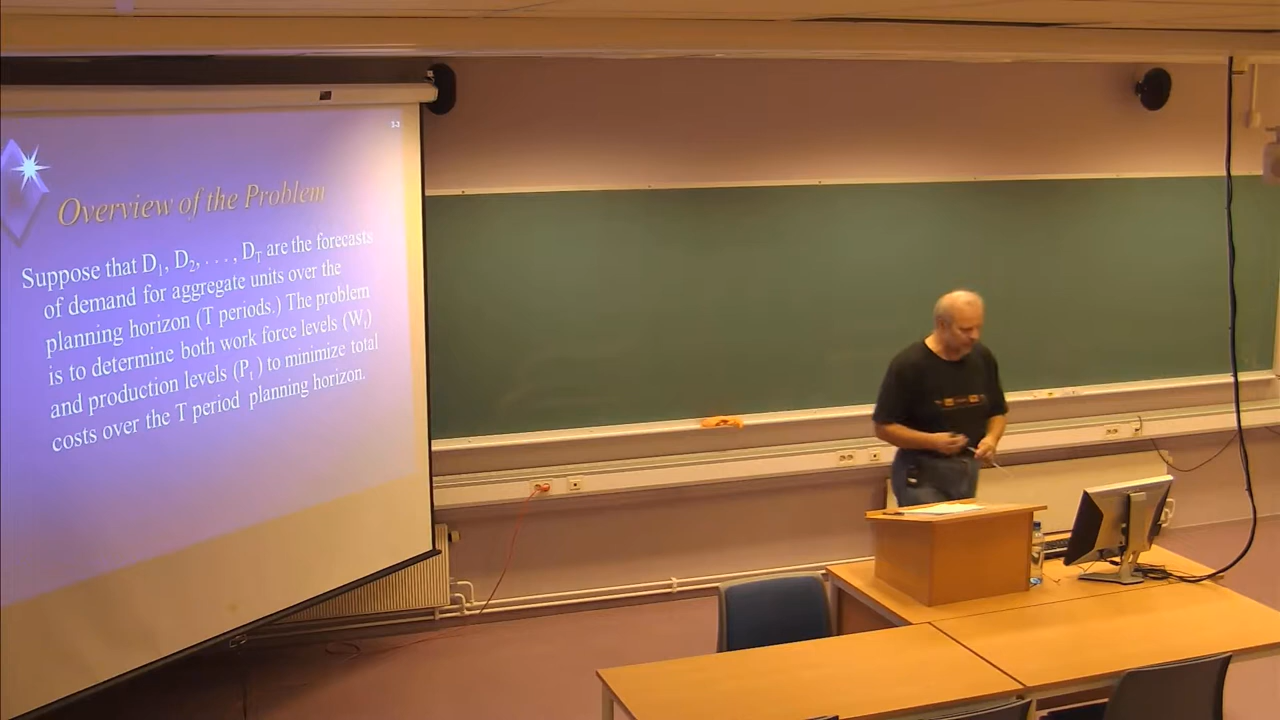 3-3
Overview of the Problem
Suppose that D1, D2, . . . , DT are the forecasts
of demand for aggregate units over the
planning horizon (T periods.) The problem
is to determine both work force levels (Wt)
and production levels (Pt ) to minimize total
costs over the T period planning horizon.